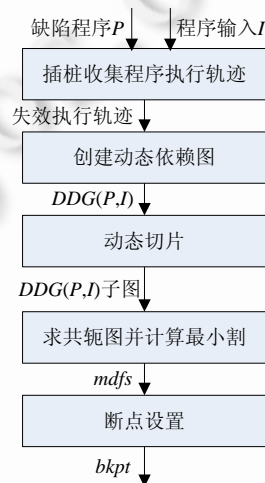 缺陷程序P 程序输入I
插桩收集程序执行轨迹
失效执行轨迹
创建动态依赖图
DDG(P,I)
动态切片
DDG(P,I)子图
求共轭图并计算最小割
mdfs
断点设置
bkpt